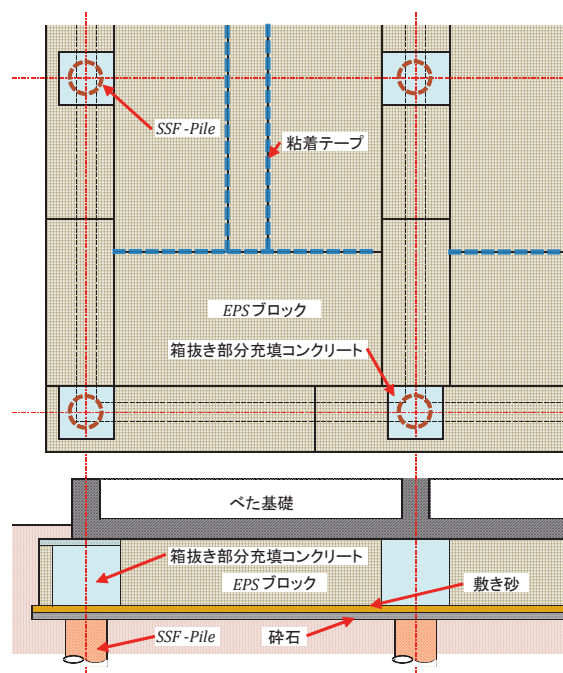 SSF-Pile
粘着テープ
EPSブロック
箱抜き部分充填コンクリート
べた基礎
箱抜き部分充填コンクリート
EPSブロック
敷き砂
SSF-Pile
砕石